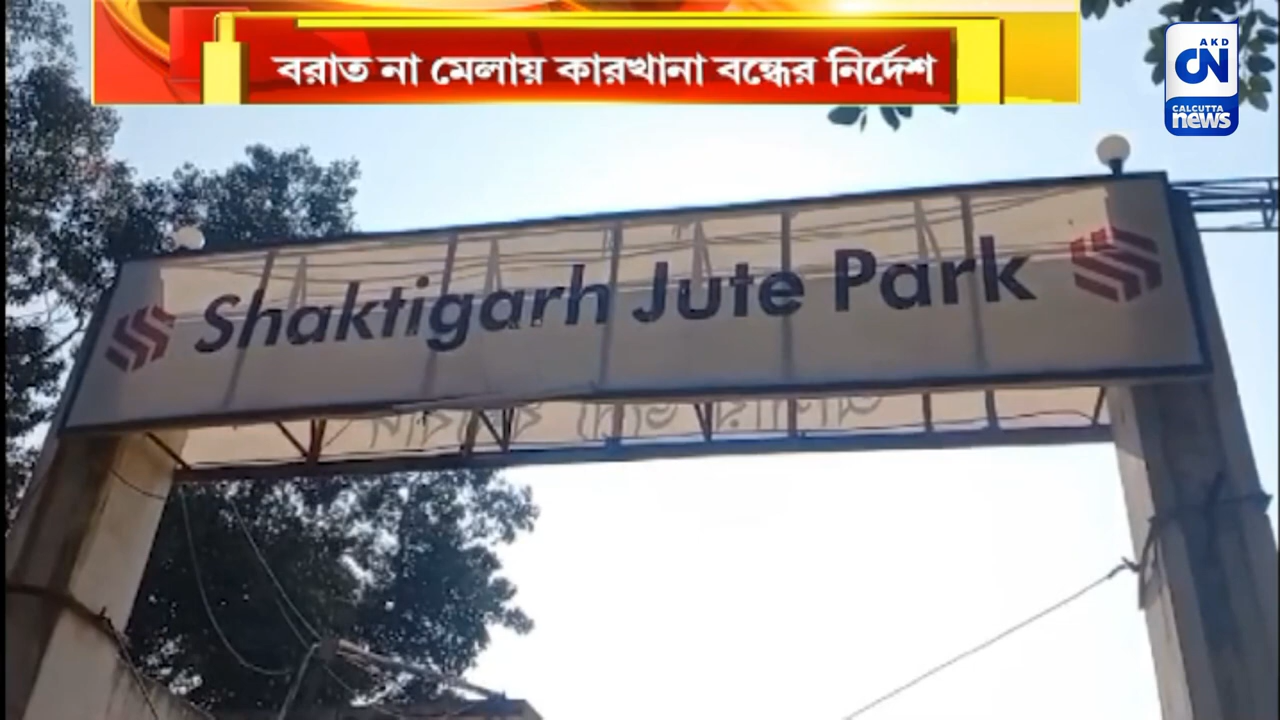 বরাত না মেলায় কারখানা বন্ধের নির্দেশ
AKD
CN
CALCUTTA
news
Shaktigarh Jute Park